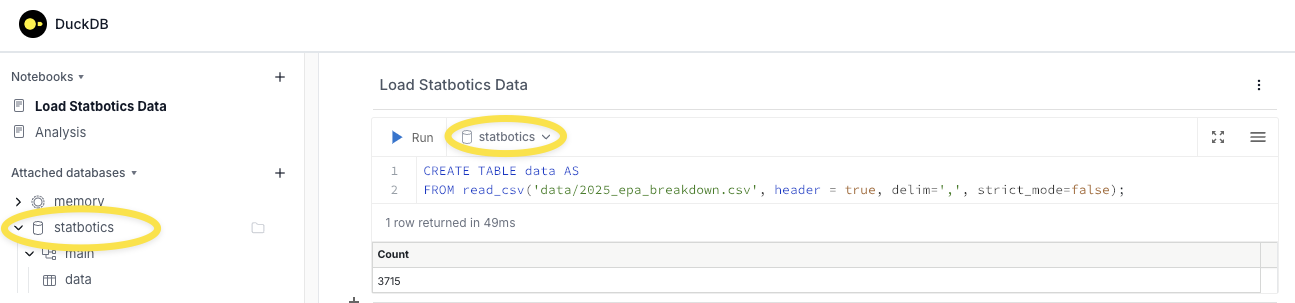 DuckDB
Notebooks
Load Statbotics Data
Analysis
Attached databases
memory
statbotics
main
data
Load Statbotics Data
Run
statbotics
1 CREATE TABLE data AS
2 FROM read_csv('data/2025_epa_breakdown.csv', header = true, delim=',', strict_mode=false);
1 row returned in 49ms
Count
3715